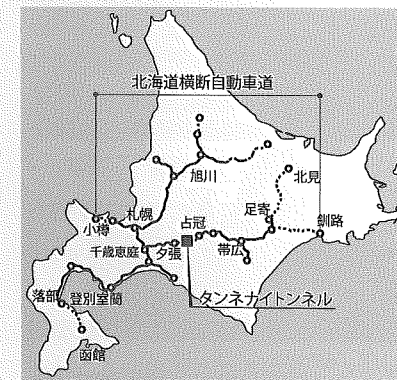 北海道横断自動車道
旭川
北見
小樽
札幌
足寄
釧路
占冠
千歳恵庭
夕張
帯広
タンネナイトンネル
落部
登別室蘭
函館